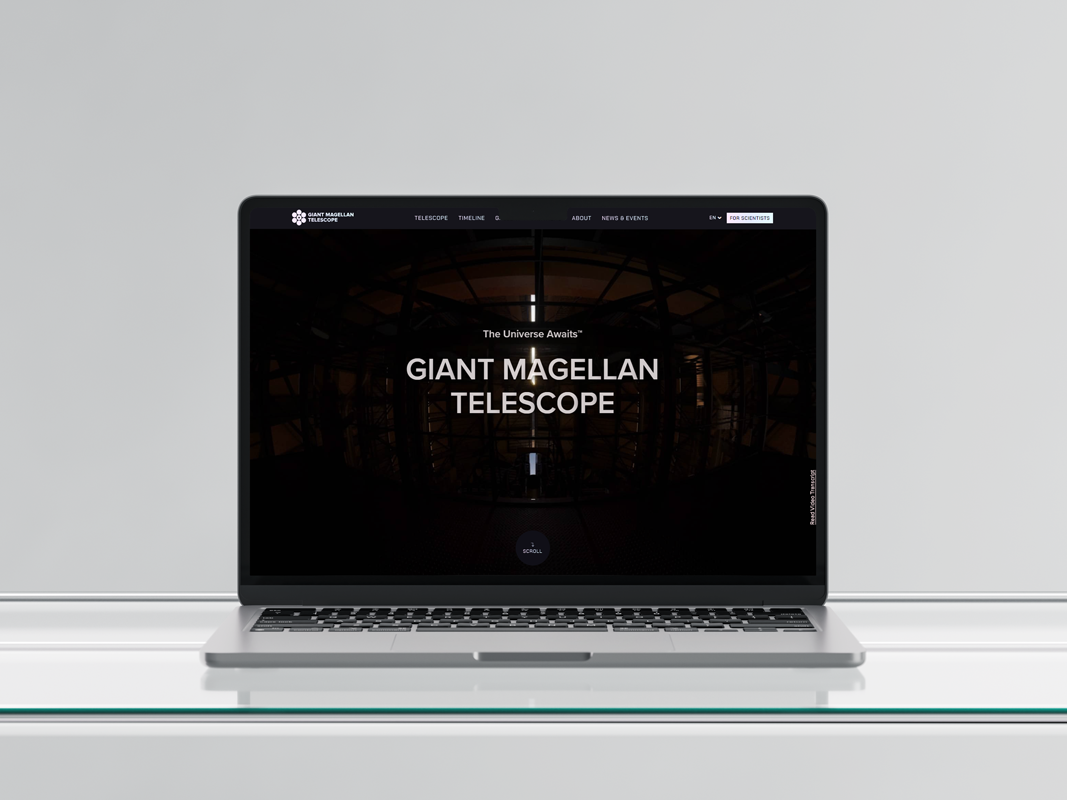 GIANT MAGELLAN
TELESCOPE
TELESCOPE TIMELINE G. ABOUT NEWS & EVENTS EN FOR SCIENTISTS
The Universe Awaits™
GIANT MAGELLAN
TELESCOPE
Read Video Transcript
SCROLL